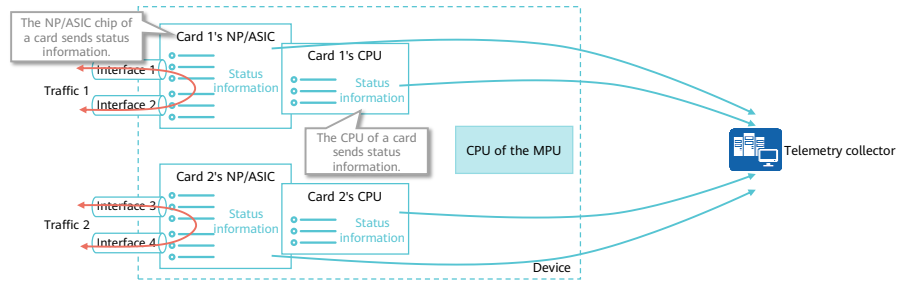 The NP/ASIC chip of
a card sends status
information.
Card 1's NP/ASIC
Card 1's CPU
Interface 1
Status
information
Traffic 1
Interface 2
Status
information
The CPU of a card
sends status
information.
CPU of the MPU
Telemetry collector
Card 2's NP/ASIC
Card 2's CPU
Interface 3
Status
information
Traffic 2
Interface 4
Status
information
Device